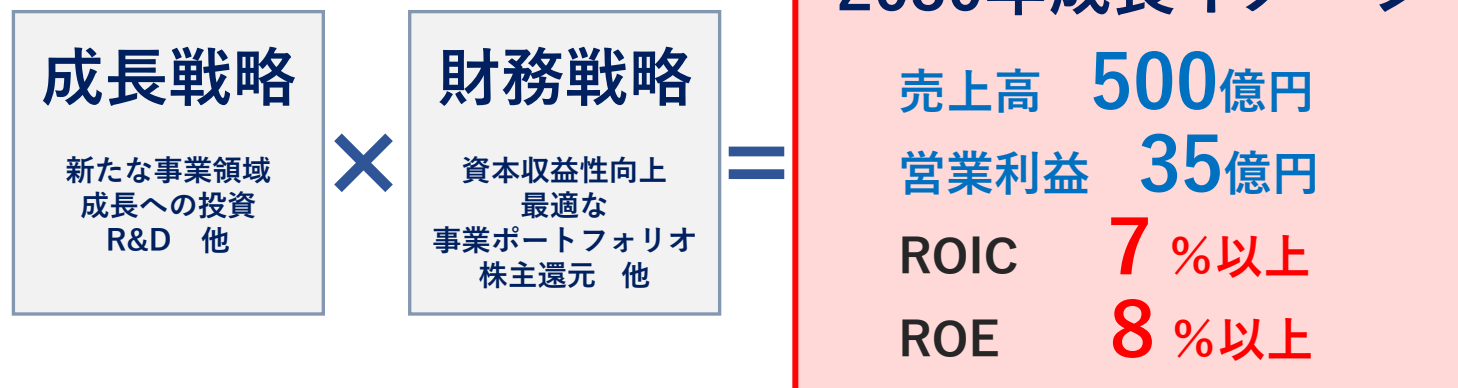 成長戦略
新たな事業領域
成長への投資
R&D 他
×
財務戦略
資本収益性向上
最適な
事業ポートフォリオ
株主還元 他
=
売上高 500億円
営業利益 35億円
ROIC 7 %以上
ROE 8 %以上